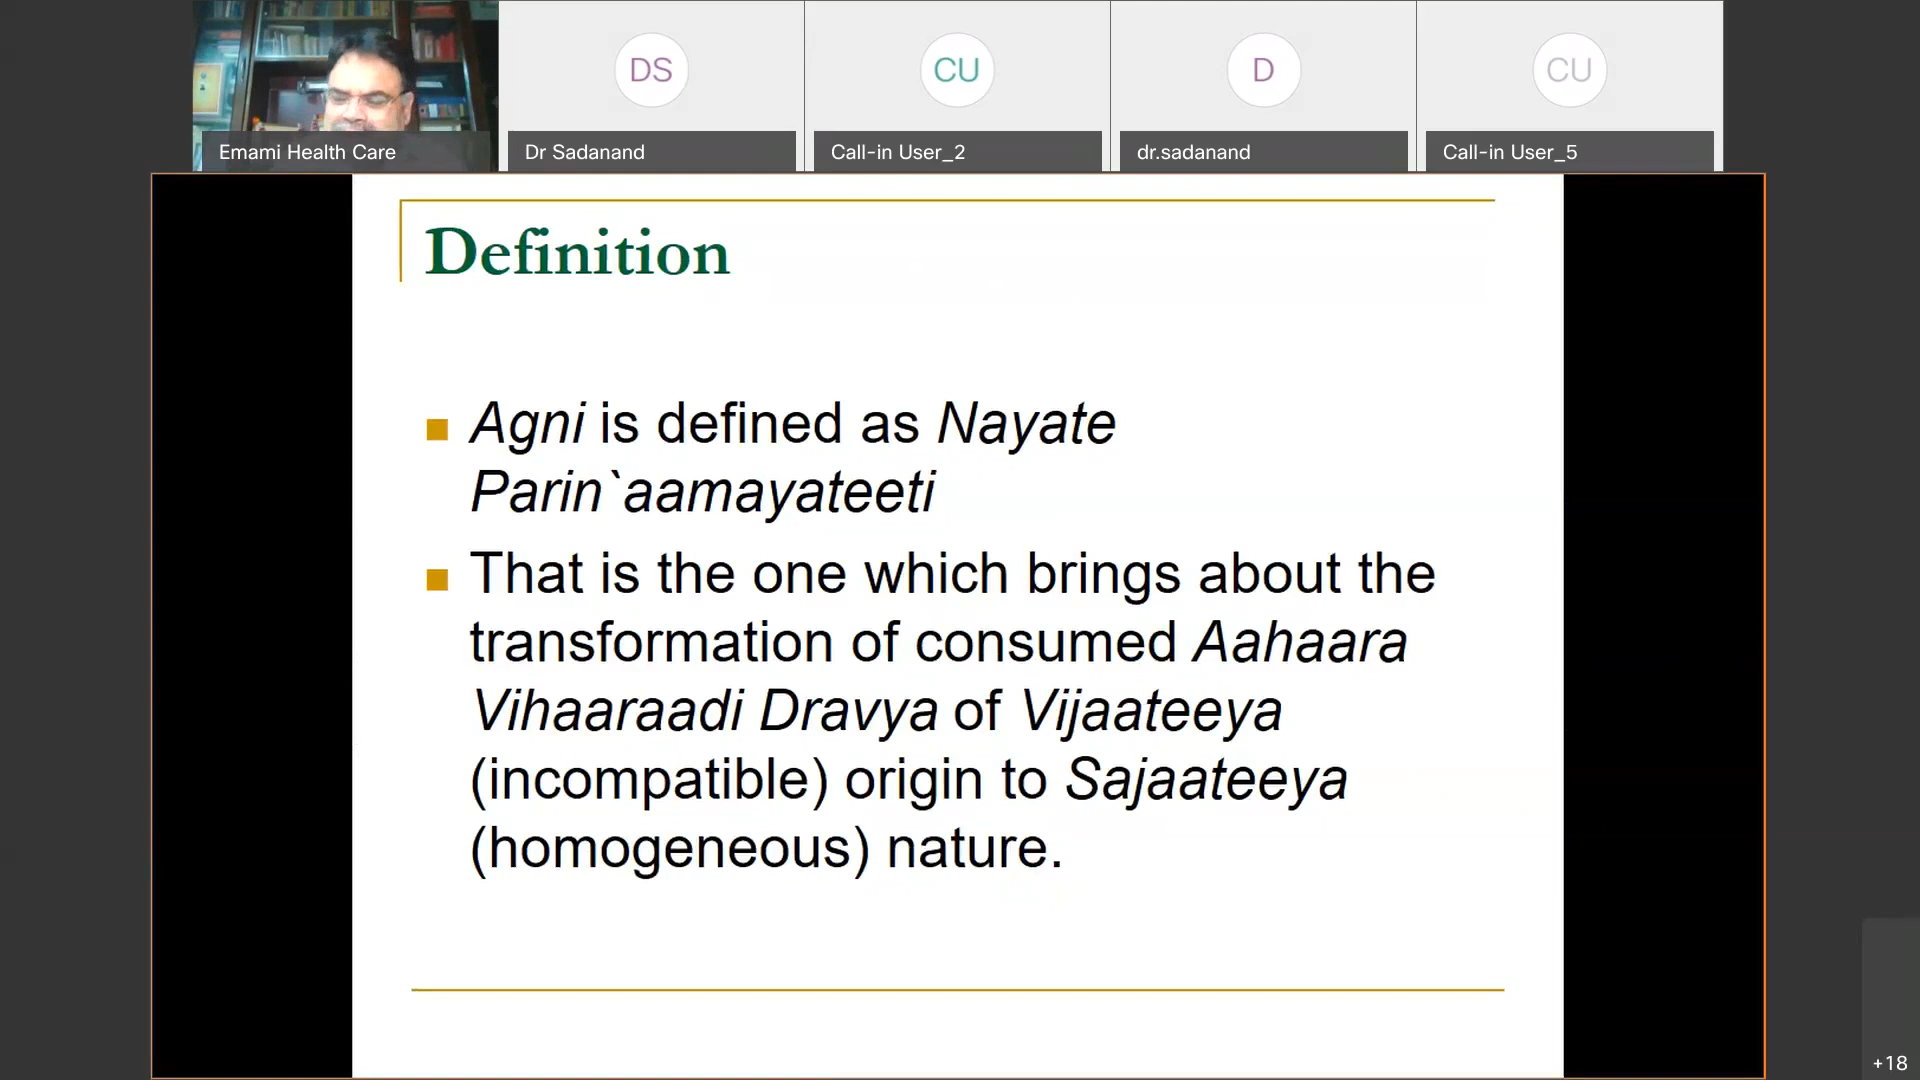 DS
CU
D
CU
Emami Health Care
Dr Sadanand
Call-in User_2
dr.sadanand
Call-in User_5
Definition
Agni is defined as Nayate
Parin`aamayateeti
That is the one which brings about the
transformation of consumed Aahaara
Vihaaraadi Dravya of Vijaateeya
(incompatible) origin to Sajaateeya
(homogeneous) nature.
+18